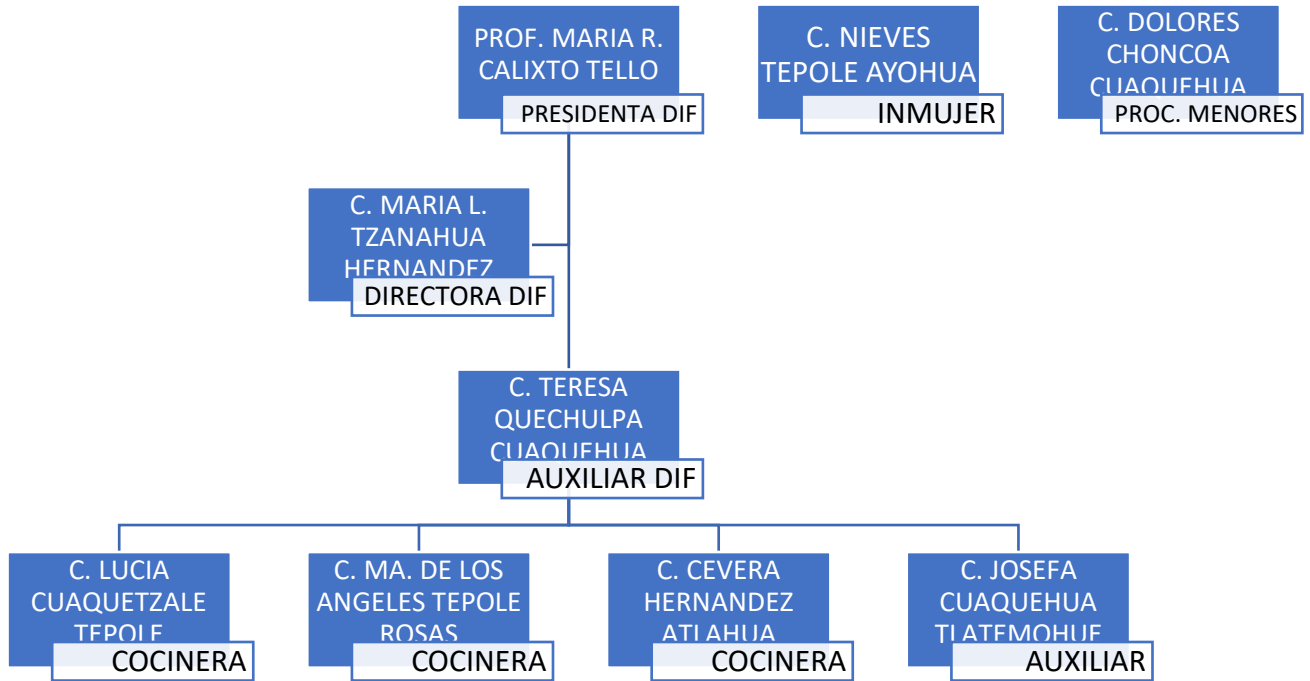 PROF. MARIA R.
CALIXTO TELLO
PRESIDENTA DIF
C. NIEVES
TEPOLE AYOHUA
INMUJER
C. DOLORES
CHONCOA
CUAQUEHUA
PROC. MENORES
C. MARIA L.
TZANAHUA
HERNANDEZ
DIRECTORA DIF
C. TERESA
QUECHULPA
CUAQUEHUA
AUXILIAR DIF
C. LUCIA
CUAQUETZALE
TEPOLE
COCINERA
C. MA. DE LOS
ANGELES TEPOLE
ROSAS
COCINERA
C. CEVERA
HERNANDEZ
ATLAHUA
COCINERA
C. JOSEFA
CUAQUEHUA
TLATEMOHUE
AUXILIAR